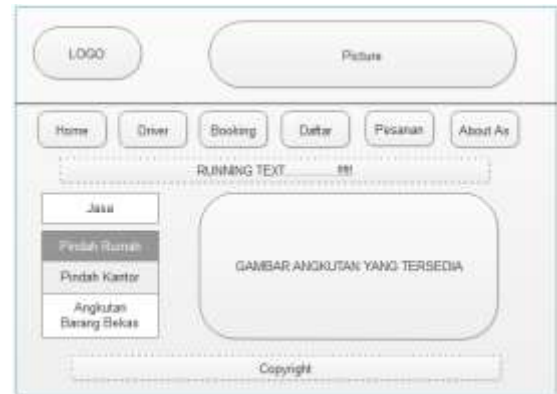 LOGO
Picture
Home Driver Booking Daftar Pesanan About As
RUNNING TEXT..................!!!!!
Jasa
Pindah Rumah
Pindah Kantor
GAMBAR ANGKUTAN YANG TERSEDIA
Angkutan
Barang Bekas
Copyright